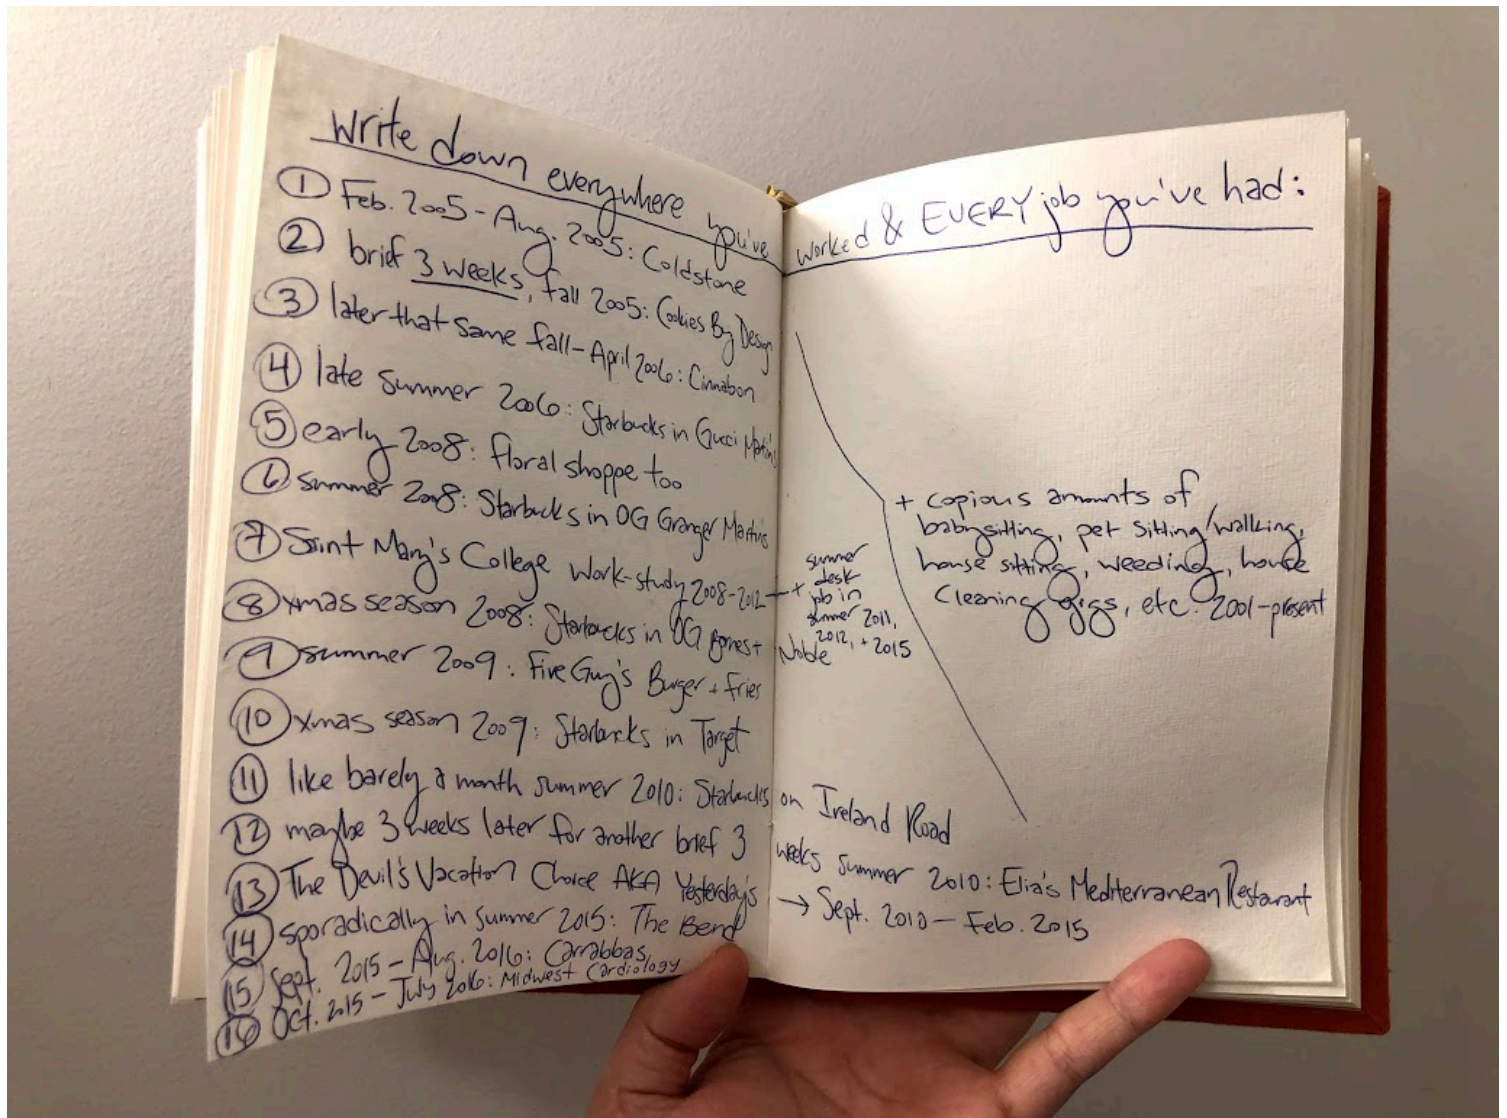 Write down everywhere you've worked & EVERY job you've had:
① Feb. 2005 - Aug. 2005: Coldstone
② brief 3 weeks, fall 2005: Cookies By Design
③ later that same fall - April 2006: Cinnabon
④ late summer 2006: Starbucks in Gucci Martin's
⑤ early 2008: floral shoppe too
⑥ summer 2008: Starbucks in OG Granger Martins
⑦ Saint Mary's College work-study 2008-2012 → + summer
desk
job in
summer 2011,
2012, + 2015
⑧ xmas season 2008: Starbucks in OG Barnes + Noble
⑨ summer 2009: Five Guy's Burger + Fries
⑩ xmas season 2009: Starbucks in Target
⑪ like barely a month summer 2010: Starbucks on Ireland Road
⑫ maybe 3 weeks later for another brief 3 weeks summer 2010: Elia's Mediterranean Restaurant
⑬ The Devil's Vacation Choice AKA Yesterday's → Sept. 2010 - Feb. 2015
⑭ sporadically in summer 2015: The Bend
⑮ Sept. 2015 - Aug. 2016: Carrabbas
⑯ Oct. 2015 - July 2016: Midwest Cardiology
+ copious amounts of
babysitting, pet sitting/walking,
house sitting, weeding, house
cleaning gigs, etc. 2001-present